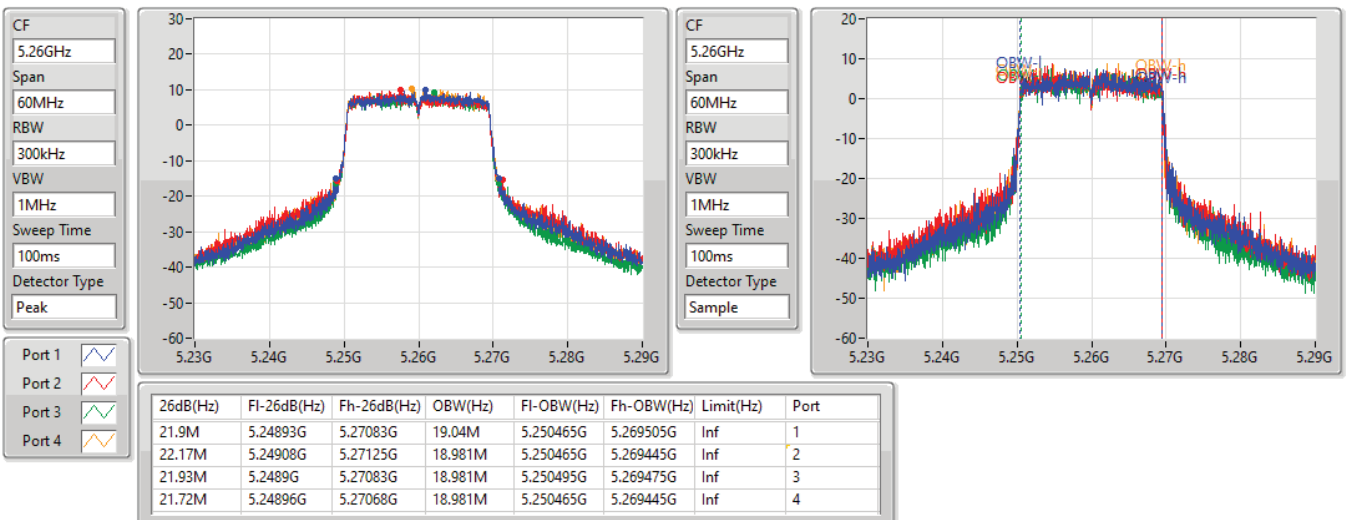 CF
5.26GHz
Span
60MHz
RBW
300kHz
VBW
1MHz
Sweep Time
100ms
Detector Type
Peak
30
20
10
0
-10
-20
-30
-40
-50
-60
5.23G 5.24G 5.25G 5.26G 5.27G 5.28G 5.29G
CF
5.26GHz
Span
60MHz
RBW
300kHz
VBW
1MHz
Sweep Time
100ms
Detector Type
Sample
20
10
0
-10
-20
-30
-40
-50
-60
OBW-l OBW-h
5.23G 5.24G 5.25G 5.26G 5.27G 5.28G 5.29G
Port 1
Port 2
Port 3
Port 4
26dB(Hz) Fl-26dB(Hz) Fh-26dB(Hz) OBW(Hz) Fl-OBW(Hz) Fh-OBW(Hz) Limit(Hz) Port
21.9M 5.24893G 5.27083G 19.04M 5.250465G 5.269505G Inf 1
22.17M 5.24908G 5.27125G 18.981M 5.250465G 5.269445G Inf 2
21.93M 5.2489G 5.27083G 18.981M 5.250495G 5.269475G Inf 3
21.72M 5.24896G 5.27068G 18.981M 5.250465G 5.269445G Inf 4